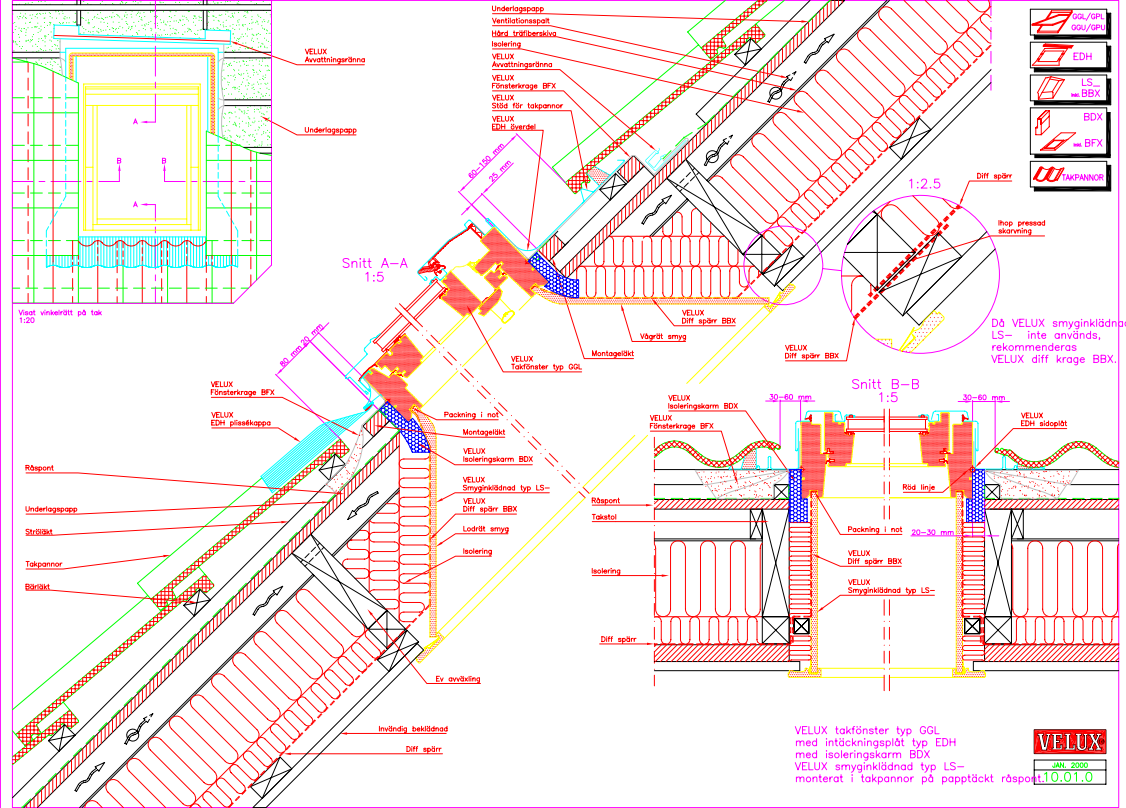 VELUX
Avvattningsränna
Underlagspapp
A
B
B
A
Visat vinkelrätt på tak
1:20
Underlagspapp
Ventilationsspalt
Hård träfiberskiva
Isolering
VELUX
Avvattningsränna
VELUX
Fönsterkrage BFX
VELUX
Stöd för takpannor
VELUX
EDH överdel
60-150 mm
25 mm
GGL/GPL
GGU/GPU
EDH
LS_
inkl. BBX
BDX
inkl. BFX
TAKPANNOR
1:2.5
Diff spärr
Ihop pressad
skarvning
VELUX
Diff spärr BBX
Då VELUX smyginklädnad
LS- inte används,
rekommenderas
VELUX diff krage BBX.
Snitt A-A
1:5
VELUX
Diff spärr BBX
Vågrät smyg
Montageläkt
VELUX
Takfönster typ GGL
80 mm
20 mm
VELUX
Fönsterkrage BFX
VELUX
EDH plissékappa
Packning i not
Montageläkt
VELUX
Isoleringskarm BDX
VELUX
Smyginklädnad typ LS-
VELUX
Diff spärr BBX
Lodrät smyg
Isolering
Råspont
Underlagspapp
Ströläkt
Takpannor
Bärläkt
Ev avväxling
Invändig beklädnad
Diff spärr
Snitt B-B
1:5
30-60 mm
30-60 mm
VELUX
Isoleringskarm BDX
VELUX
Fönsterkrage BFX
VELUX
EDH sidoplåt
Röd linje
Råspont
Takstol
Packning i not
20-30 mm
VELUX
Diff spärr BBX
Isolering
VELUX
Smyginklädnad typ LS-
Diff spärr
VELUX takfönster typ GGL
med intäckningsplåt typ EDH
med isoleringskarm BDX
VELUX smyginklädnad typ LS-
monterat i takpannor på papptäckt råspont.
VELUX
JAN. 2000
10.01.0